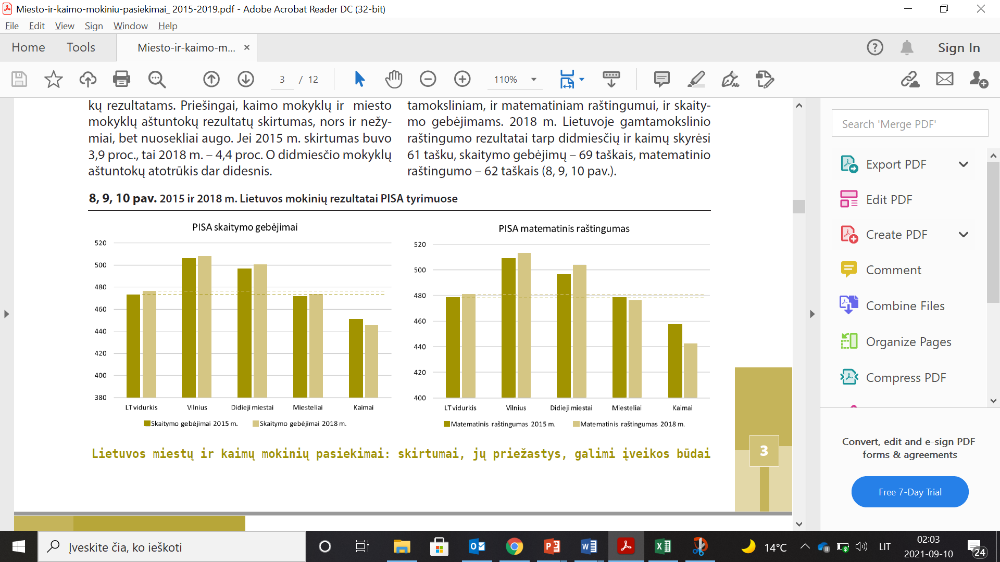 Miesto-ir-kaimo-mokiniu-pasiekimai_ 2015-2019.pdf - Adobe Acrobat Reader DC (32-bit)
File Edit View Sign Window Help
Home Tools Miesto-ir-kaimo-m... × Sign In
3 / 12 110%
kų rezultatams. Priešingai, kaimo mokyklų ir miesto
mokyklų aštuntokų rezultatų skirtumas, nors ir nežy-
miai, bet nuosekliai augo. Jei 2015 m. skirtumas buvo
3,9 proc., tai 2018 m. – 4,4 proc. O didmiesčio mokyklų
aštuntokų atotrūkis dar didesnis.
tamoksliniam, ir matematiniam raštingumui, ir skaity-
mo gebėjimams. 2018 m. Lietuvoje gamtamokslinio
raštingumo rezultatai tarp didmiesčių ir kaimų skyrėsi
61 tašku, skaitymo gebėjimų – 69 taškais, matematinio
raštingumo – 62 taškais (8, 9, 10 pav.).
8, 9, 10 pav. 2015 ir 2018 m. Lietuvos mokinių rezultatai PISA tyrimuose
PISA skaitymo gebėjimai
520
500
480
460
440
420
400
380
LT vidurkis Vilnius Didieji miestai Miesteliai Kaimai
Skaitymo gebėjimai 2015 m. Skaitymo gebėjimai 2018 m.
PISA matematinis raštingumas
520
500
480
460
440
420
400
LT vidurkis Vilnius Didieji miestai Miesteliai Kaimai
Matematinis raštingumas 2015 m. Matematinis raštingumas 2018 m.
Lietuvos miestų ir kaimų mokinių pasiekimai: skirtumai, jų priežastys, galimi įveikos būdai
3
Search 'Merge PDF'
Export PDF
Edit PDF
Create PDF
Comment
Combine Files
Organize Pages
Compress PDF
Convert, edit and e-sign PDF
forms & agreements
Free 7-Day Trial
Įveskite čia, ko ieškoti
14°C
LIT
02:03
2021-09-10
24